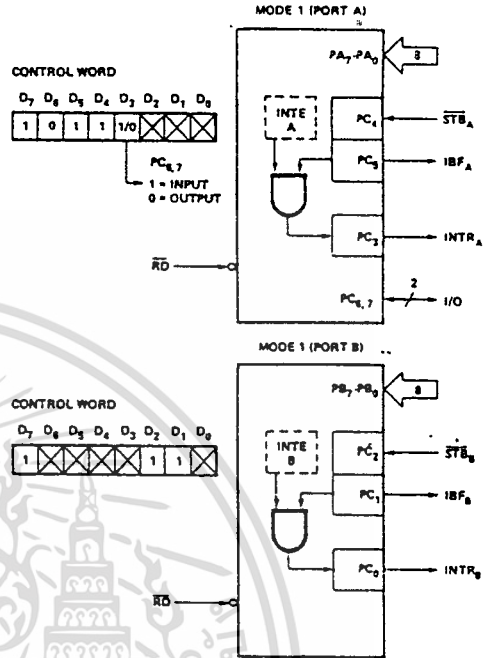 MODE 1 (PORT A)
PA7-PA0
8
CONTROL WORD
D7 D6 D5 D4 D3 D2 D1 D0
1 0 1 1 1/0
PC6, 7
1 = INPUT
0 = OUTPUT
INTE
A
PC4
STBA
PC5
IBFA
PC3
INTRA
RD
PC6, 7
2
I/O
MODE 1 (PORT B)
PB7-PB0
8
CONTROL WORD
D7 D6 D5 D4 D3 D2 D1 D0
1 1 1
INTE
B
PC2
STBB
PC1
IBFB
PC0
INTRB
RD